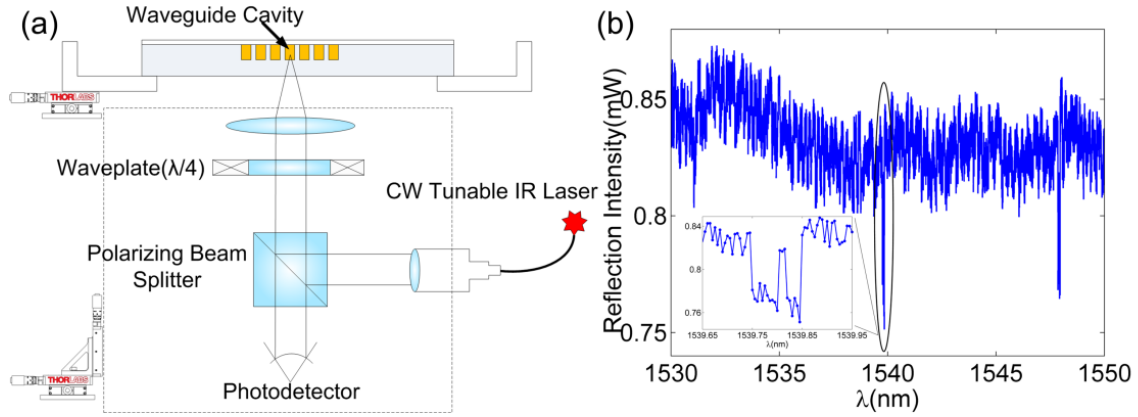 (a)
Waveguide Cavity
THORLABS
Waveplate(λ/4)
CW Tunable IR Laser
Polarizing Beam
Splitter
THORLABS
Photodetector
(b)
Reflection Intensity(mW)
0.85
0.8
0.75
0.84
0.8
0.76
1539.65
1539.75
1539.85
1539.95
λ(nm)
1530
1535
1540
1545
1550
λ(nm)